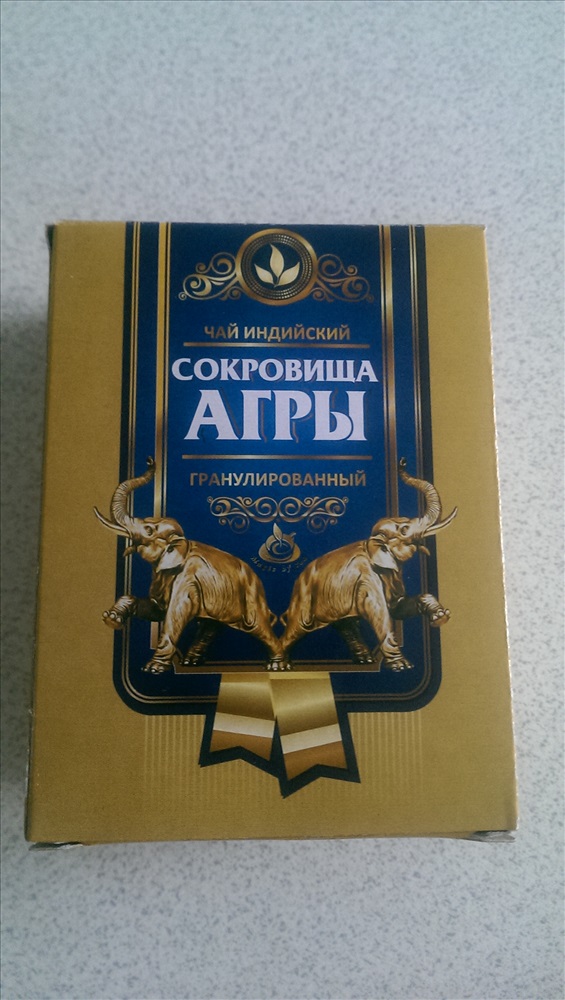 ЧАЙ ИНДИЙСКИЙ
СОКРОВИЩА
АГРЫ
ГРАНУЛИРОВАННЫЙ